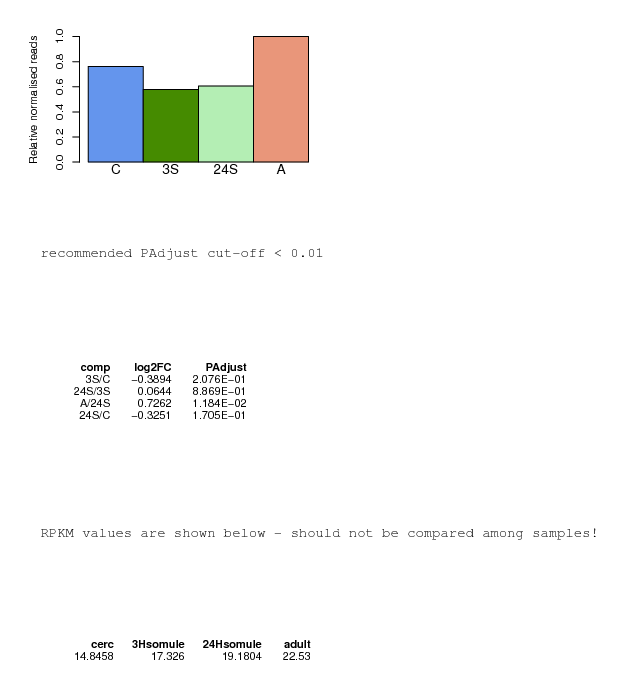 Relative normalised reads
1.0
0.8
0.6
0.4
0.2
0.0
C 3S 24S A
recommended PAdjust cut-off < 0.01
comp log2FC PAdjust
3S/C −0.3894 2.076E−01
24S/3S 0.0644 8.869E−01
A/24S 0.7262 1.184E−02
24S/C −0.3251 1.705E−01
RPKM values are shown below - should not be compared among samples!
cerc 3Hsomule 24Hsomule adult
14.8458 17.326 19.1804 22.53